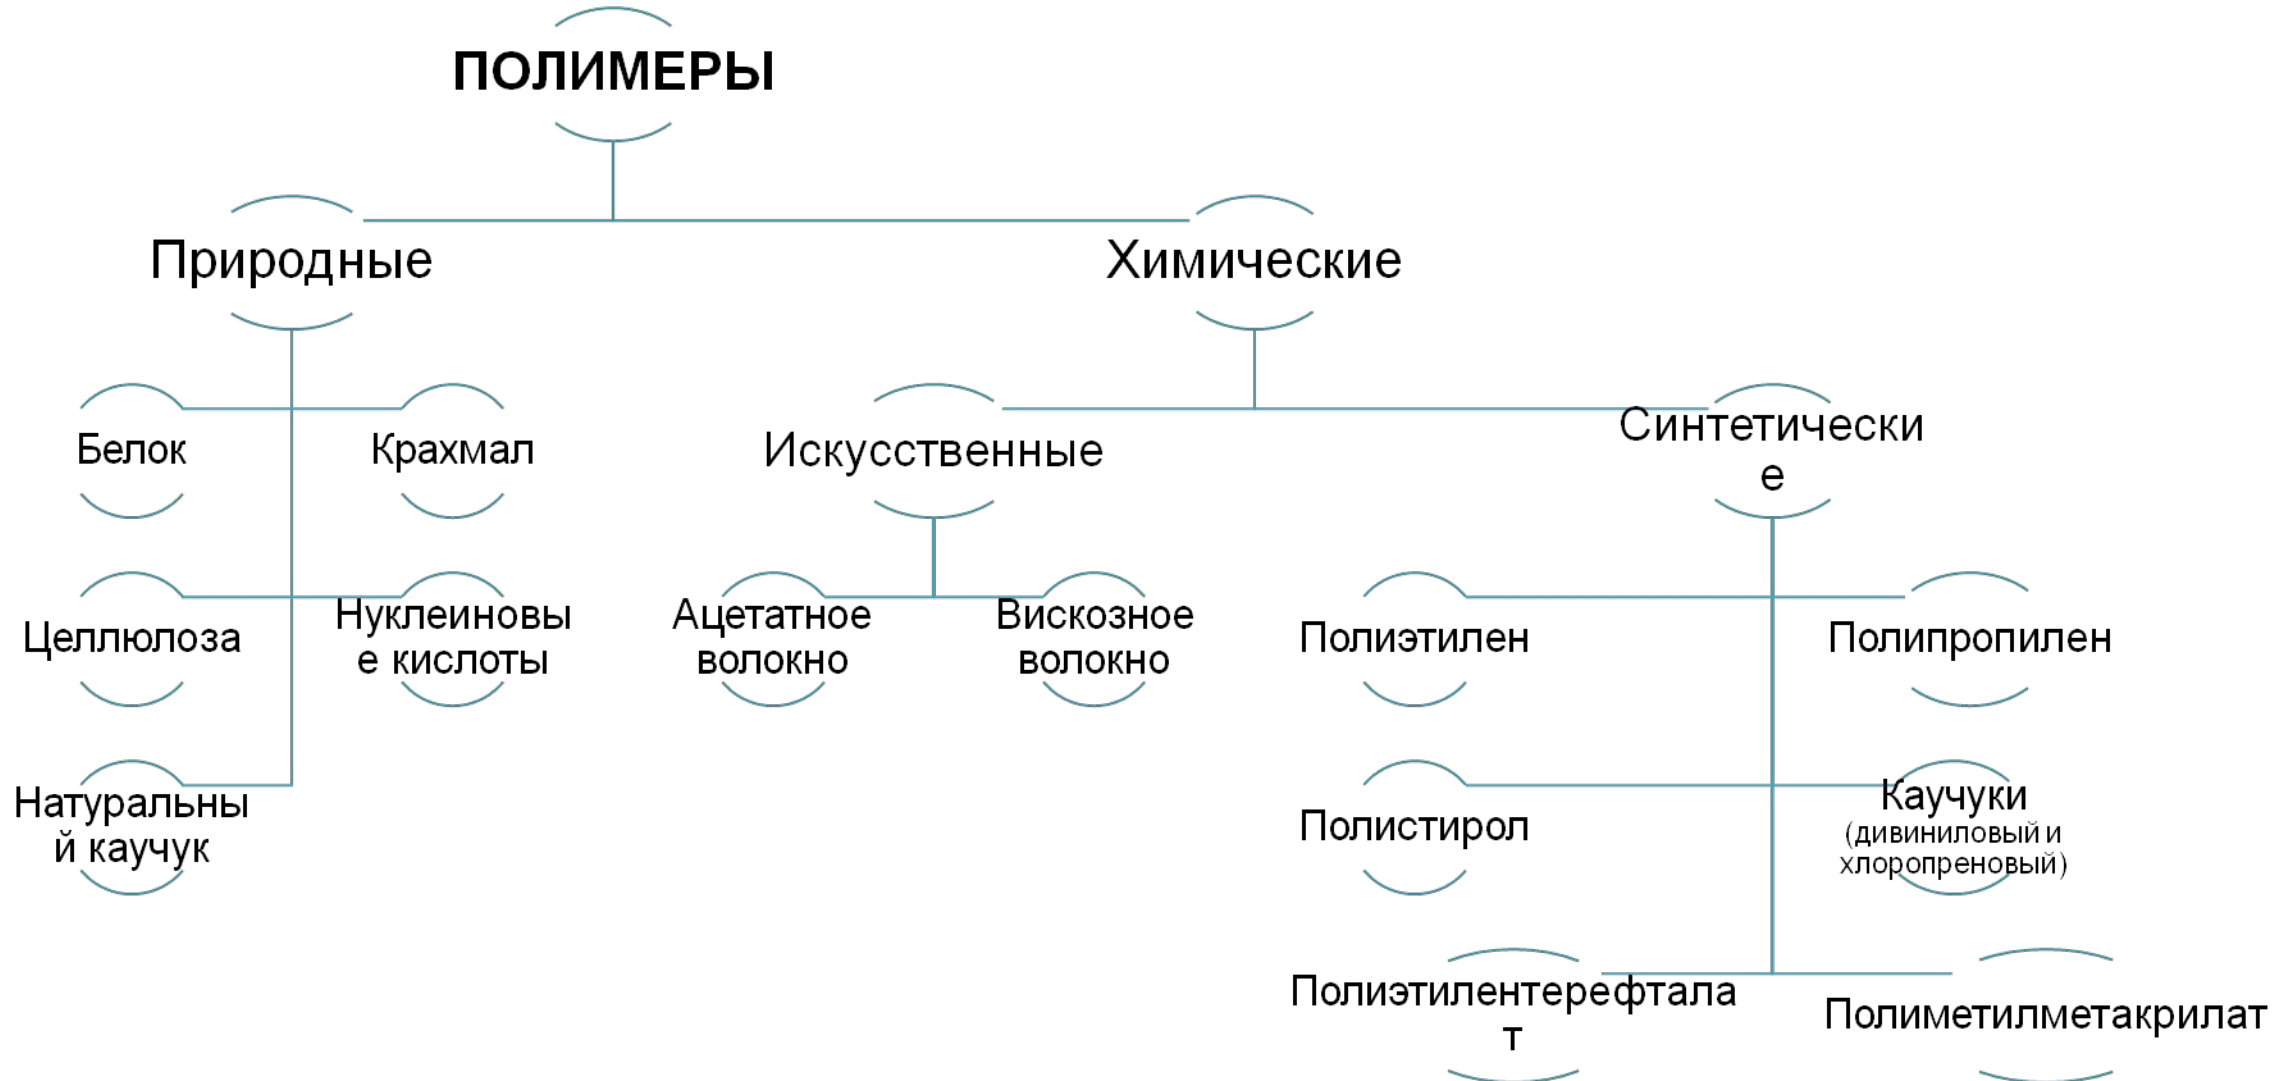 ПОЛИМЕРЫ
Природные
Химические
Белок
Крахмал
Искусственные
Синтетически
е
Целлюлоза
Нуклеиновы
е кислоты
Ацетатное
волокно
Вискозное
волокно
Полиэтилен
Полипропилен
Натуральны
й каучук
Полистирол
Каучуки
(дивиниловый и
хлоропреновый)
Полиэтилентерефтала
т
Полиметилметакрилат